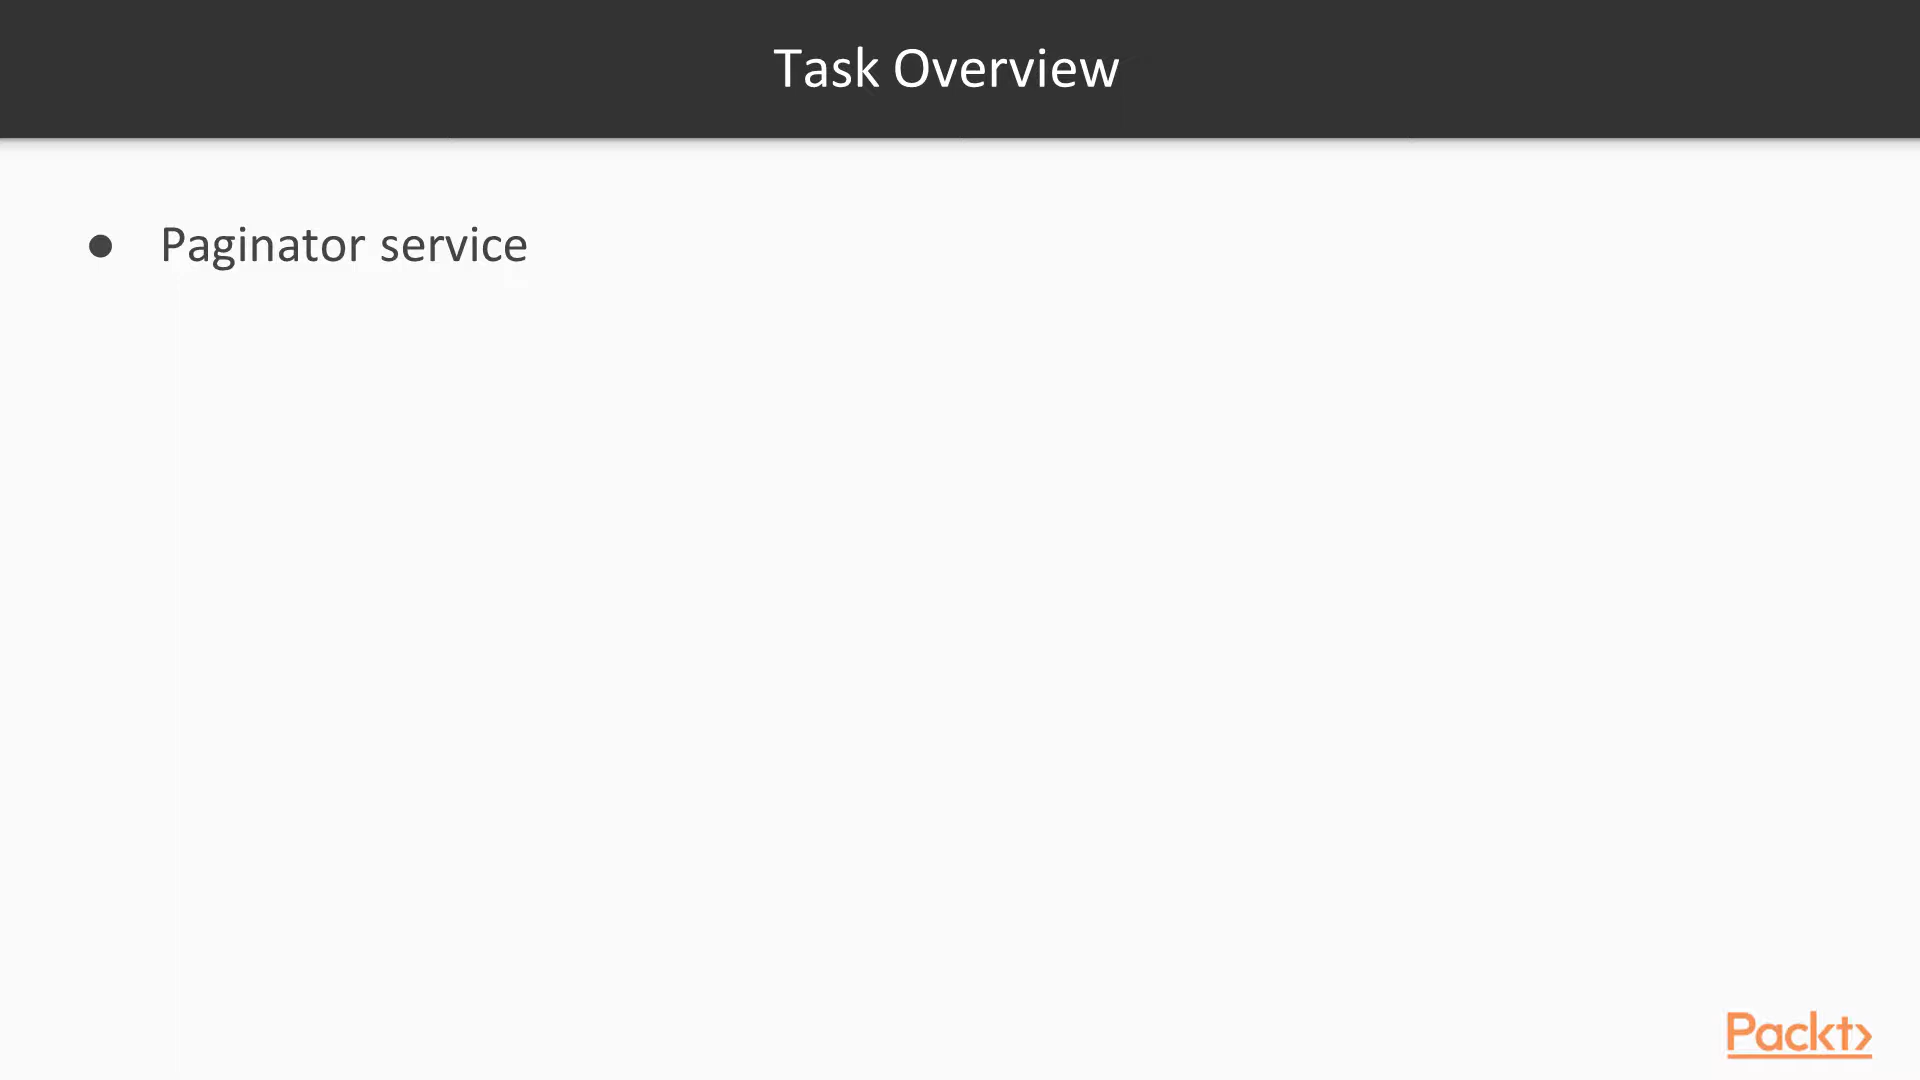 Task Overview
● Paginator service
Packt>